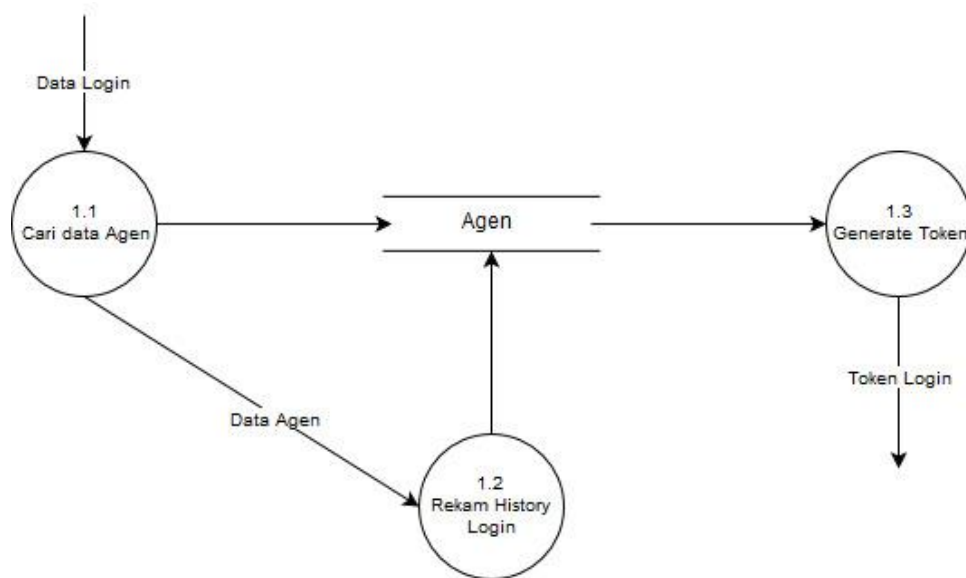 Data Login
1.1
Cari data Agen
Agen
1.3
Generate Token
Token Login
Data Agen
1.2
Rekam History
Login